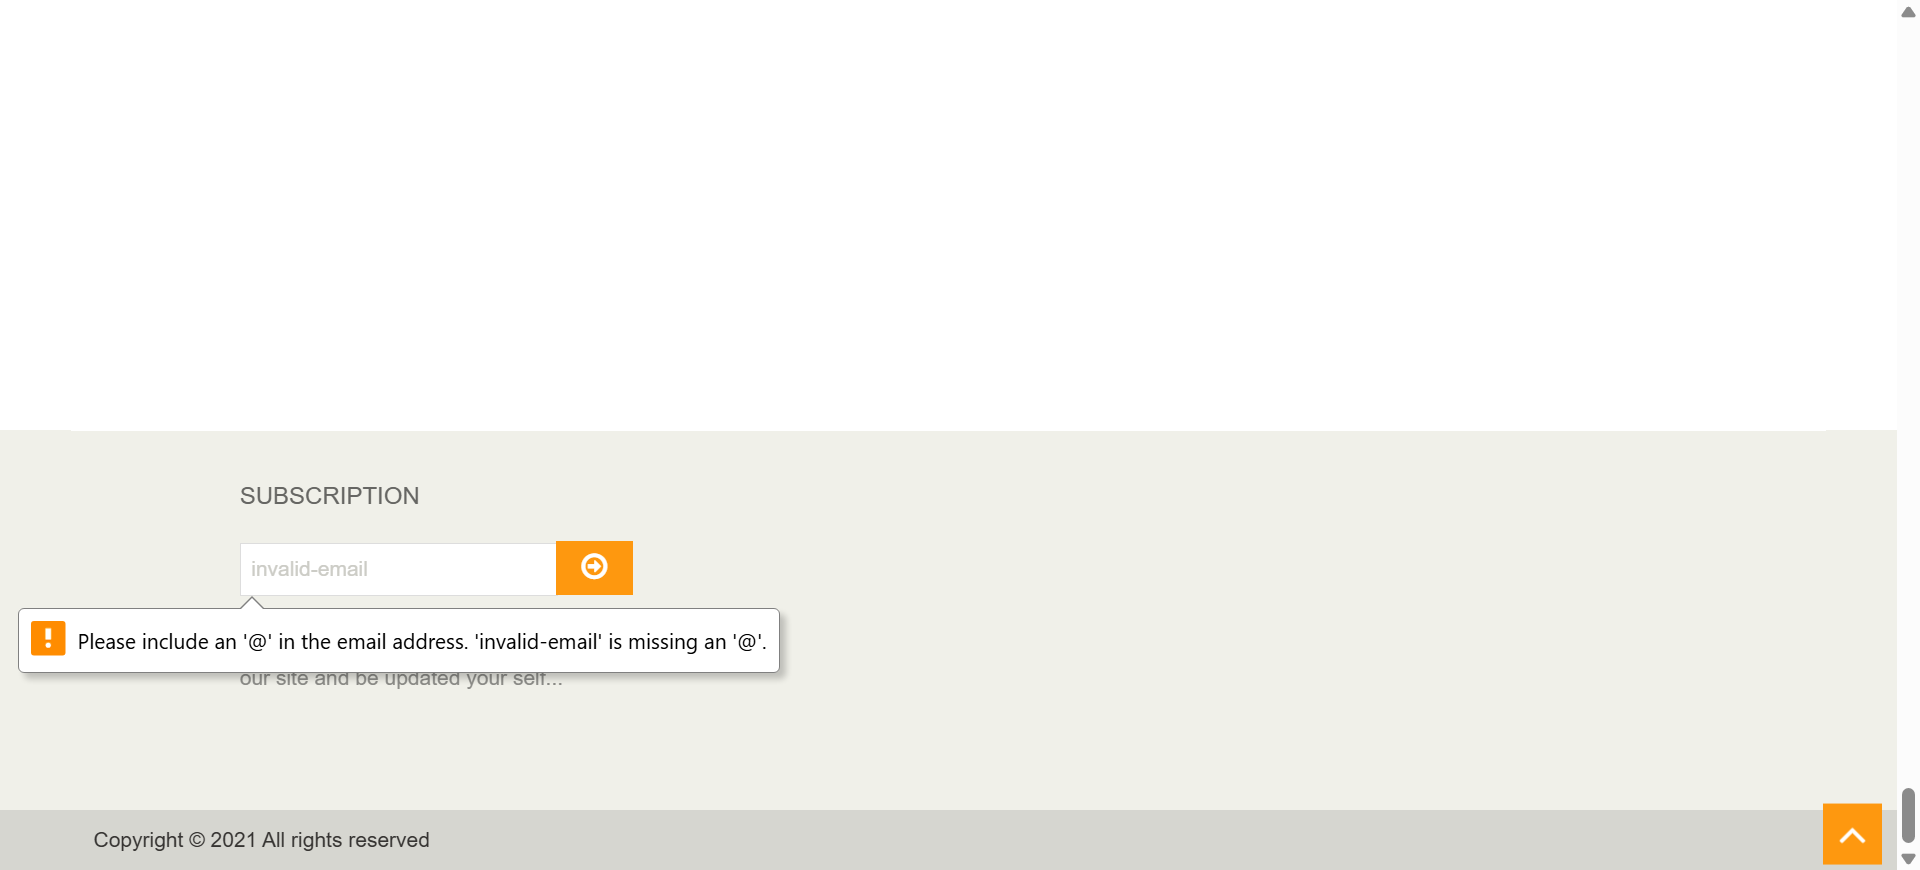 SUBSCRIPTION
invalid-email
Please include an '@' in the email address. 'invalid-email' is missing an '@'.
our site and be updated your self...
Copyright © 2021 All rights reserved